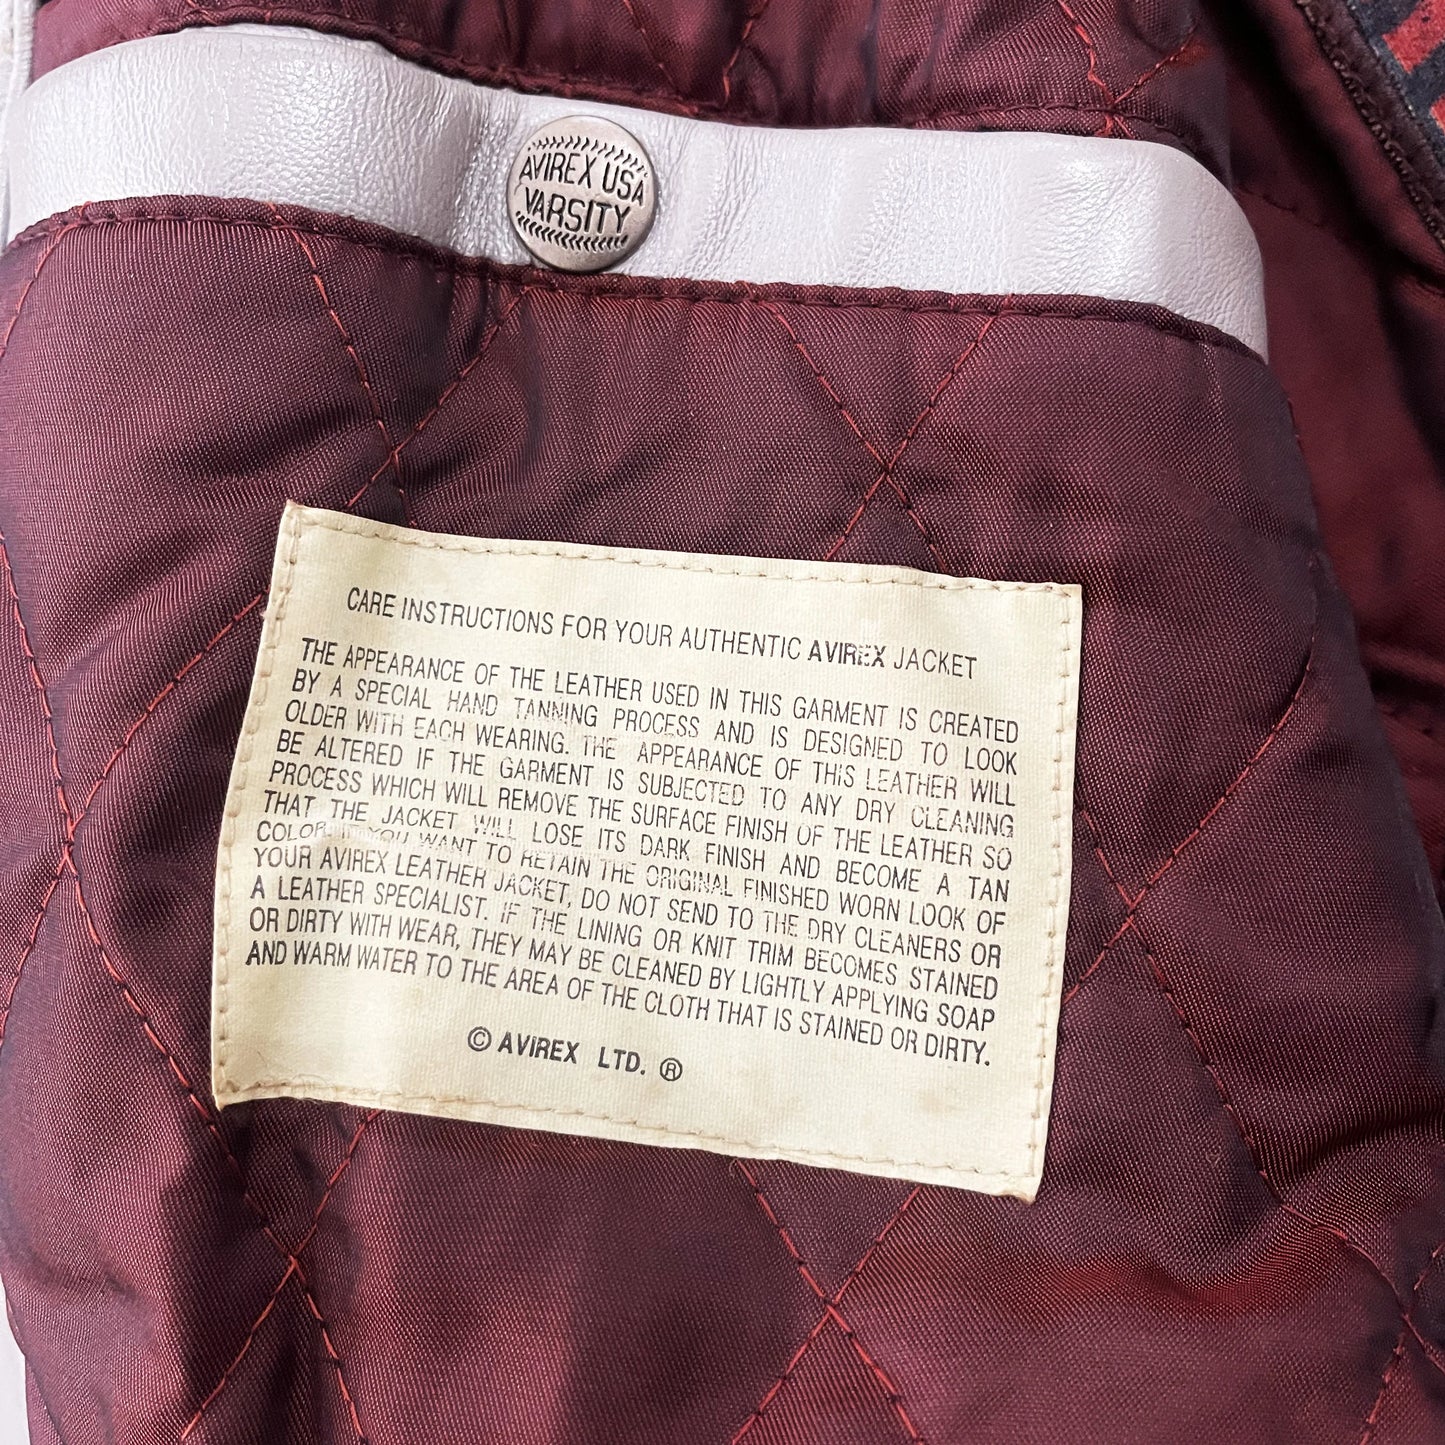 AVIREX USA
VARSITY
CARE INSTRUCTIONS FOR YOUR AUTHENTIC AVIREX JACKET
THE APPEARANCE OF THE LEATHER USED IN THIS GARMENT IS CREATED
BY A SPECIAL HAND TANNING PROCESS AND IS DESIGNED TO LOOK
OLDER WITH EACH WEARING. THE APPEARANCE OF THIS LEATHER WILL
BE ALTERED IF THE GARMENT IS SUBJECTED TO ANY DRY CLEANING
PROCESS WHICH WILL REMOVE THE SURFACE FINISH OF THE LEATHER SO
THAT THE JACKET WILL LOSE ITS DARK FINISH AND BECOME A TAN
COLOR. IF YOU WANT TO RETAIN THE ORIGINAL FINISHED WORN LOOK OF
YOUR AVIREX LEATHER JACKET, DO NOT SEND TO THE DRY CLEANERS OR
A LEATHER SPECIALIST. IF THE LINING OR KNIT TRIM BECOMES STAINED
OR DIRTY WITH WEAR, THEY MAY BE CLEANED BY LIGHTLY APPLYING SOAP
AND WARM WATER TO THE AREA OF THE CLOTH THAT IS STAINED OR DIRTY.
© AVIREX LTD. ®